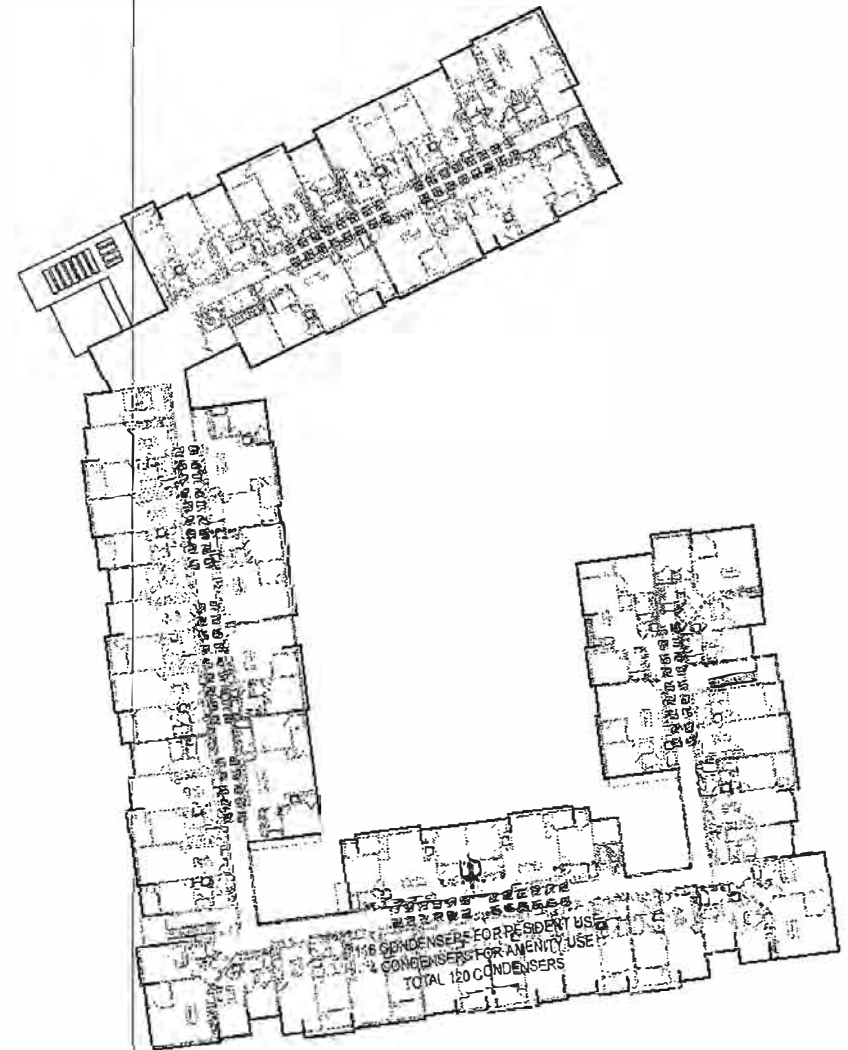 116 CONDENSERS FOR RESIDENT USE
4 CONDENSERS FOR AMENITY USE
TOTAL 120 CONDENSERS